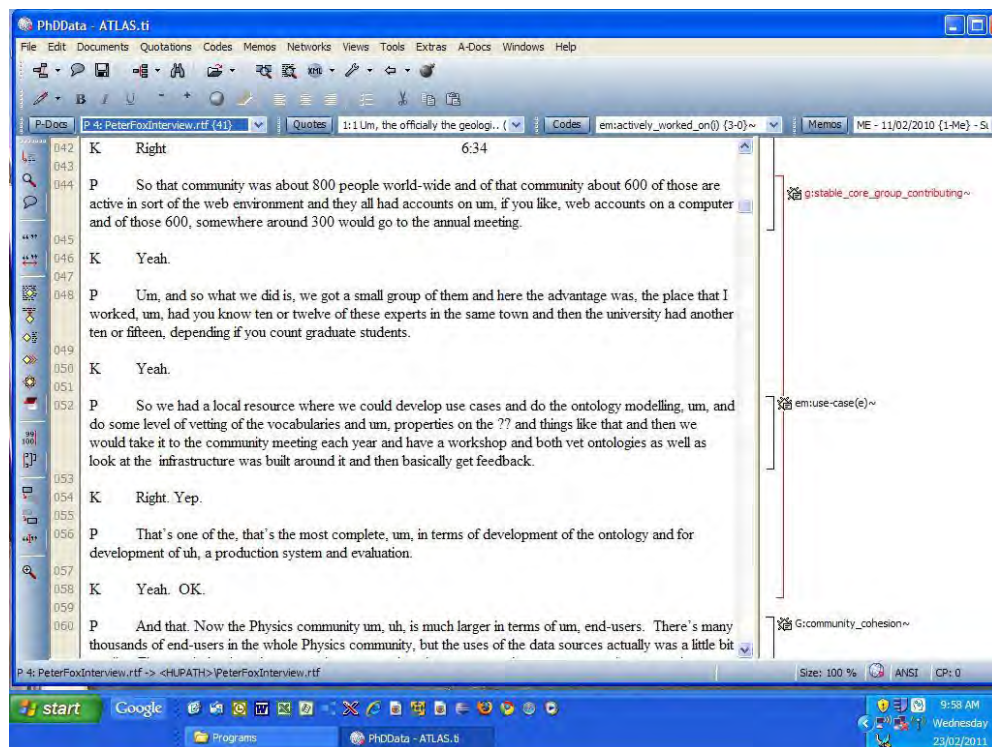 PhDData - ATLAS.ti
File Edit Documents Quotations Codes Memos Networks Views Tools Extras A-Docs Windows Help
P-Docs P 4: PeterFoxInterview.rtf {41} Quotes 1:1 Um, the officially the geologi.. ( Codes em:actively_worked_on(i) {3-0}~ Memos ME - 11/02/2010 {1-Me} - Su
042 K Right 6:34
043
044 P So that community was about 800 people world-wide and of that community about 600 of those are
active in sort of the web environment and they all had accounts on um, if you like, web accounts on a computer
and of those 600, somewhere around 300 would go to the annual meeting.
g:stable_core_group_contributing~
045
046 K Yeah.
047
048 P Um, and so what we did is, we got a small group of them and here the advantage was, the place that I
worked, um, had you know ten or twelve of these experts in the same town and then the university had another
ten or fifteen, depending if you count graduate students.
049
050 K Yeah.
051
052 P So we had a local resource where we could develop use cases and do the ontology modelling, um, and
do some level of vetting of the vocabularies and um, properties on the ?? and things like that and then we
would take it to the community meeting each year and have a workshop and both vet ontologies as well as
look at the infrastructure was built around it and then basically get feedback.
em:use-case(e)~
053
054 K Right. Yep.
055
056 P That's one of the, that's the most complete, um, in terms of development of the ontology and for
development of uh, a production system and evaluation.
057
058 K Yeah. OK.
059
060 P And that. Now the Physics community um, uh, is much larger in terms of um, end-users. There's many
thousands of end-users in the whole Physics community, but the uses of the data sources actually was a little bit
G:community_cohesion~
P 4: PeterFoxInterview.rtf -> <HUPATH>\PeterFoxInterview.rtf Size: 100 % ANSI CP: 0
start Google 9:58 AM
Wednesday
Programs PhDData - ATLAS.ti 23/02/2011